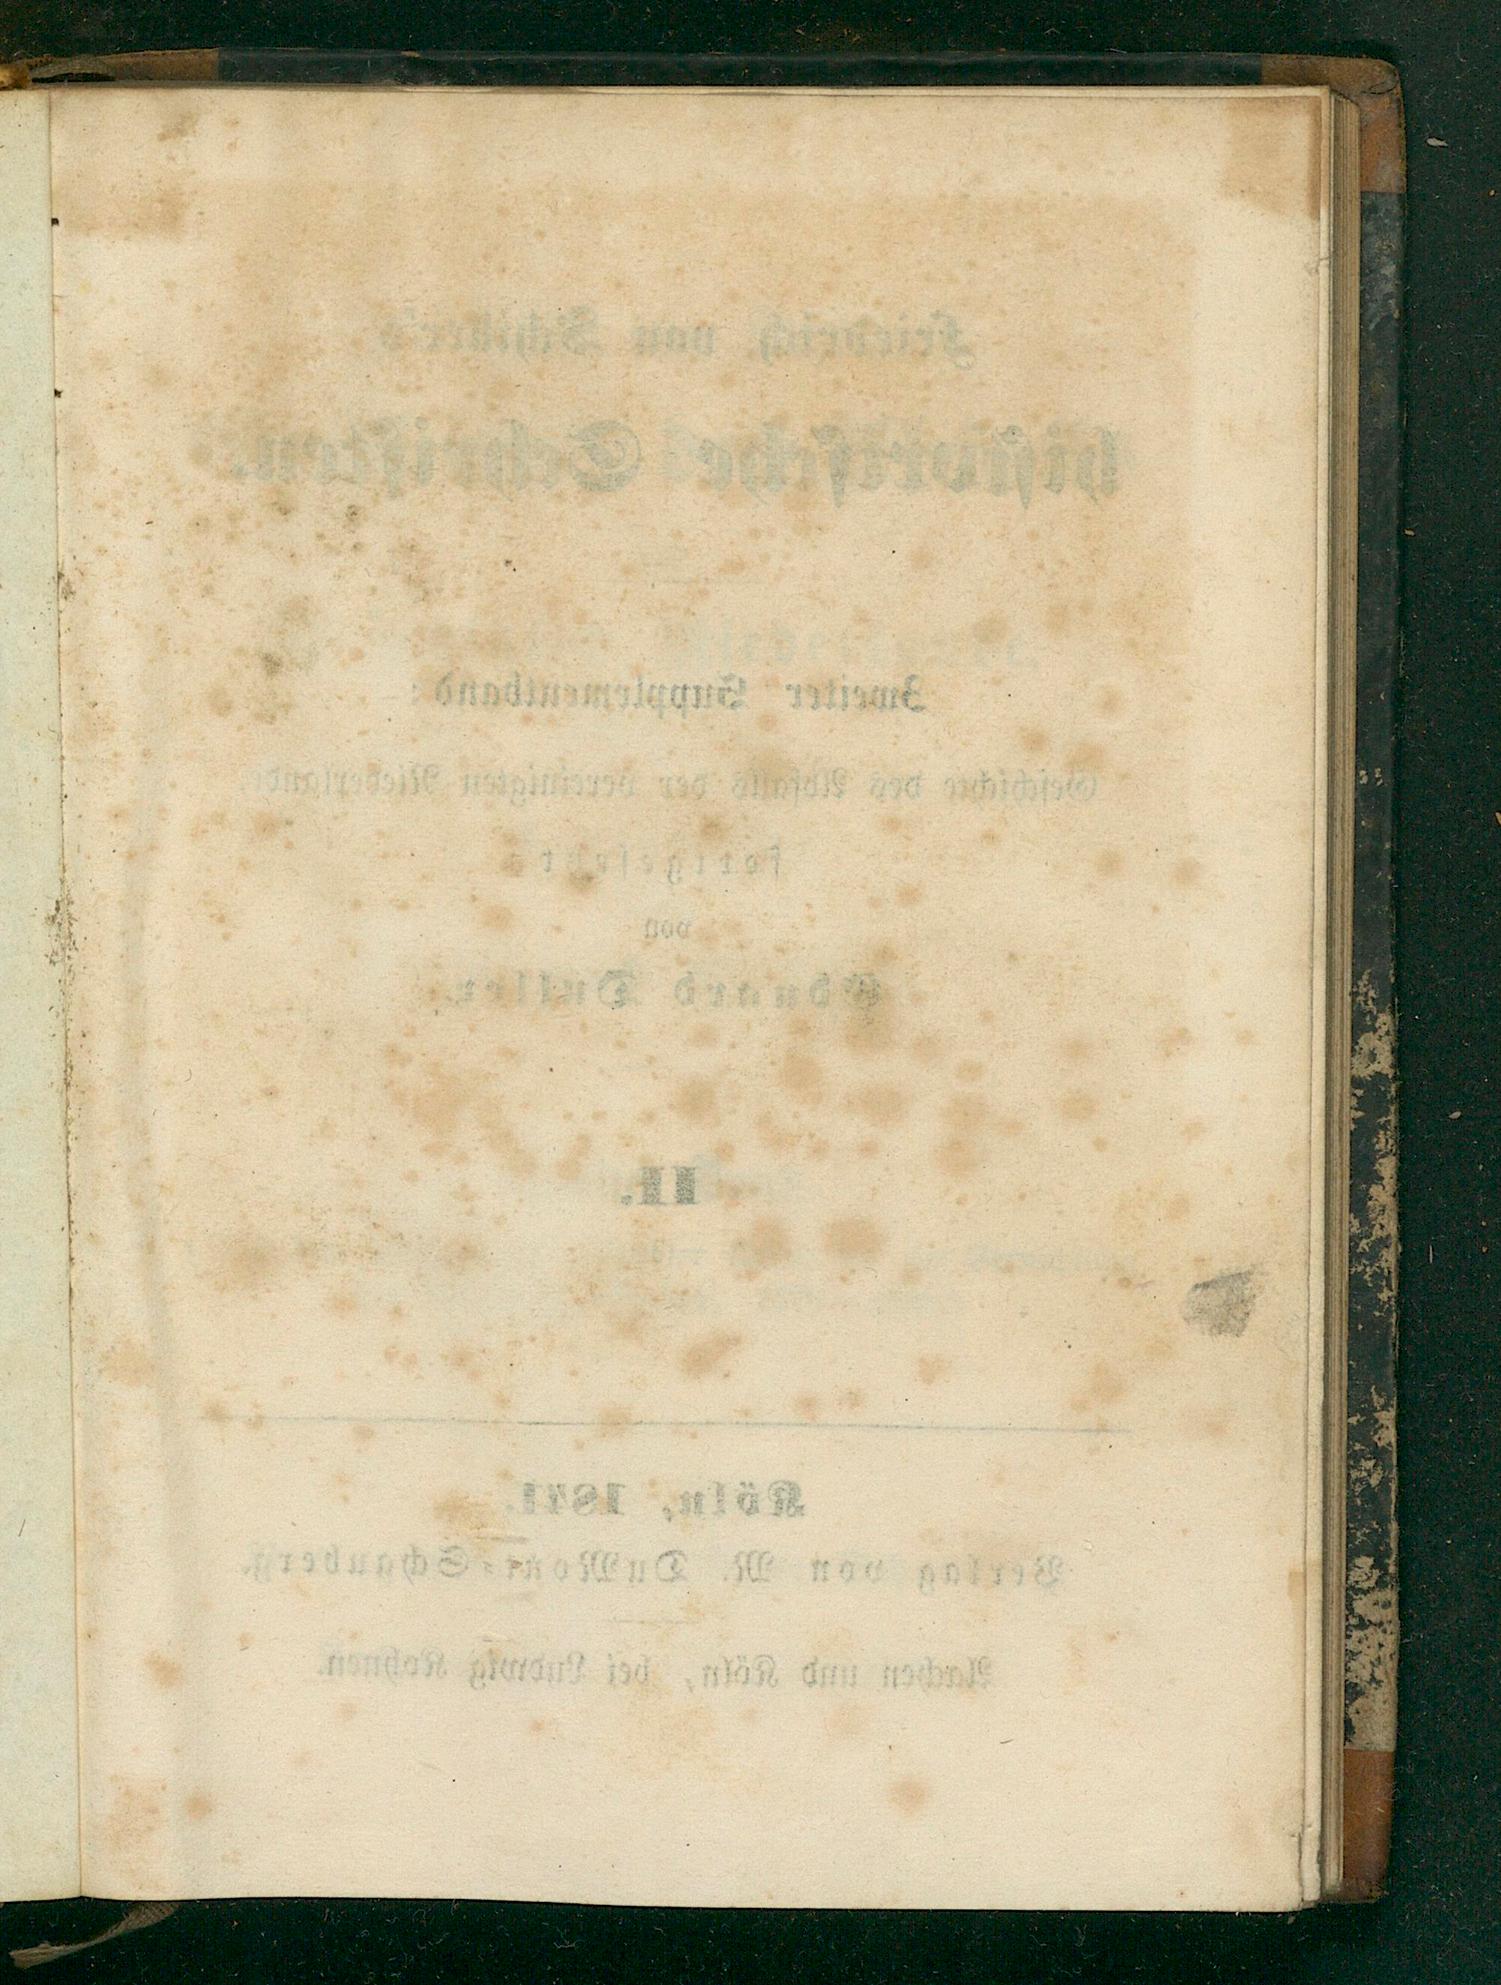 Friedrich von Schiller's
historische Schriften.
Zweiter Supplementband:
Geschichte des Abfalls der vereinigten Niederlande,
fortgesetzt
von
Eduard Duller.
II.
Köln, 1841.
Verlag von M. DuMont-Schauberg.
Aachen und Köln, bei Ludwig Kohnen.